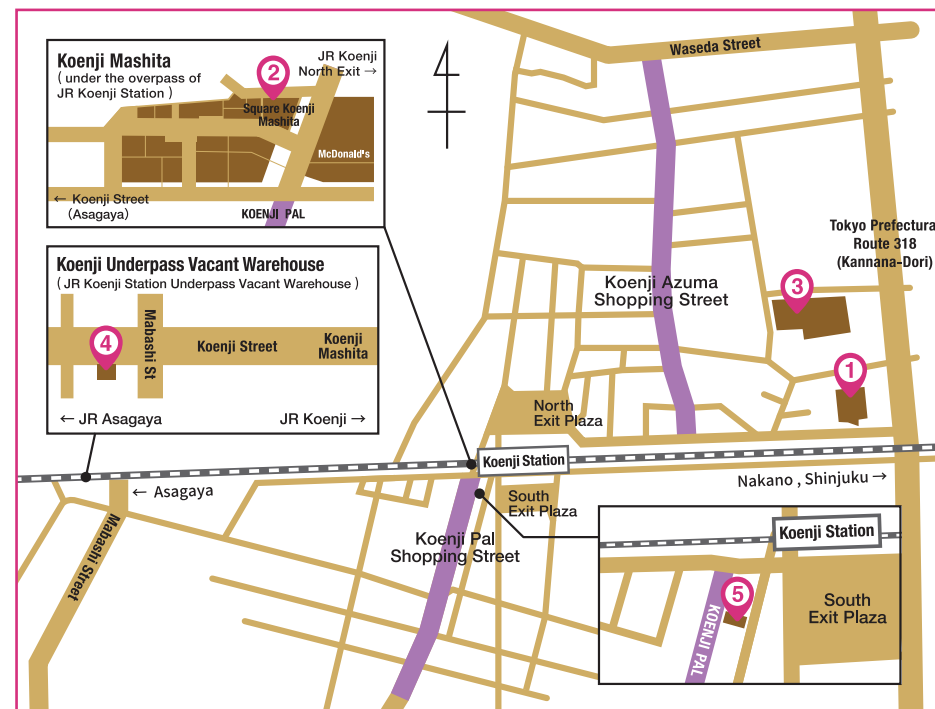 Koenji Mashita
( under the overpass of
JR Koenji Station )
JR Koenji
North Exit →
2
Square Koenji
Mashita
McDonald's
← Koenji Street
(Asagaya)
KOENJI PAL
Koenji Underpass Vacant Warehouse
( JR Koenji Station Underpass Vacant Warehouse )
4
Mabashi St
Koenji Street
Koenji
Mashita
← JR Asagaya
JR Koenji →
Waseda Street
Tokyo Prefectura
Route 318
(Kannana-Dori)
Koenji Azuma
Shopping Street
3
1
North
Exit Plaza
Koenji Station
← Asagaya
Nakano , Shinjuku →
South
Exit Plaza
Mabashi Street
Koenji Pal
Shopping Street
Koenji Station
5
KOENJI PAL
South
Exit Plaza